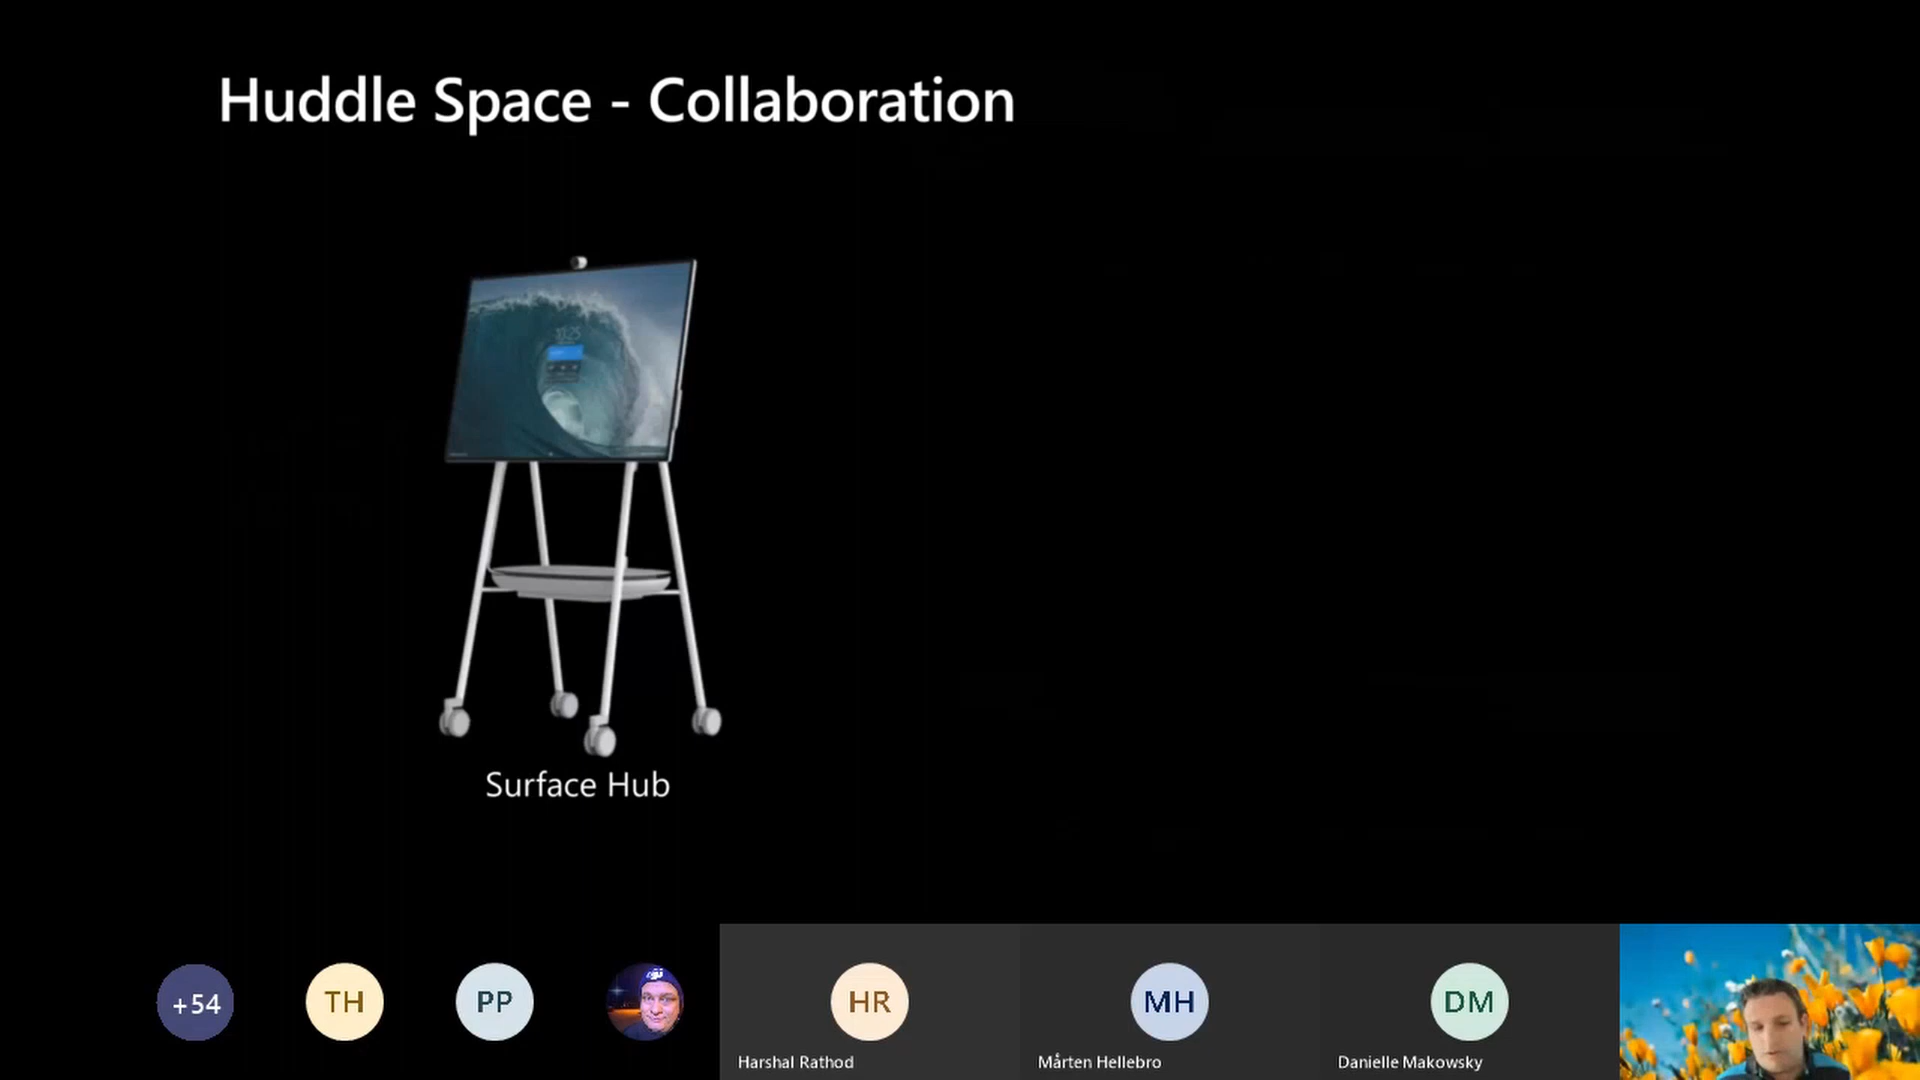 Huddle Space - Collaboration
Surface Hub
+54
TH
PP
HR
MH
DM
Harshal Rathod
Mårten Hellebro
Danielle Makowsky